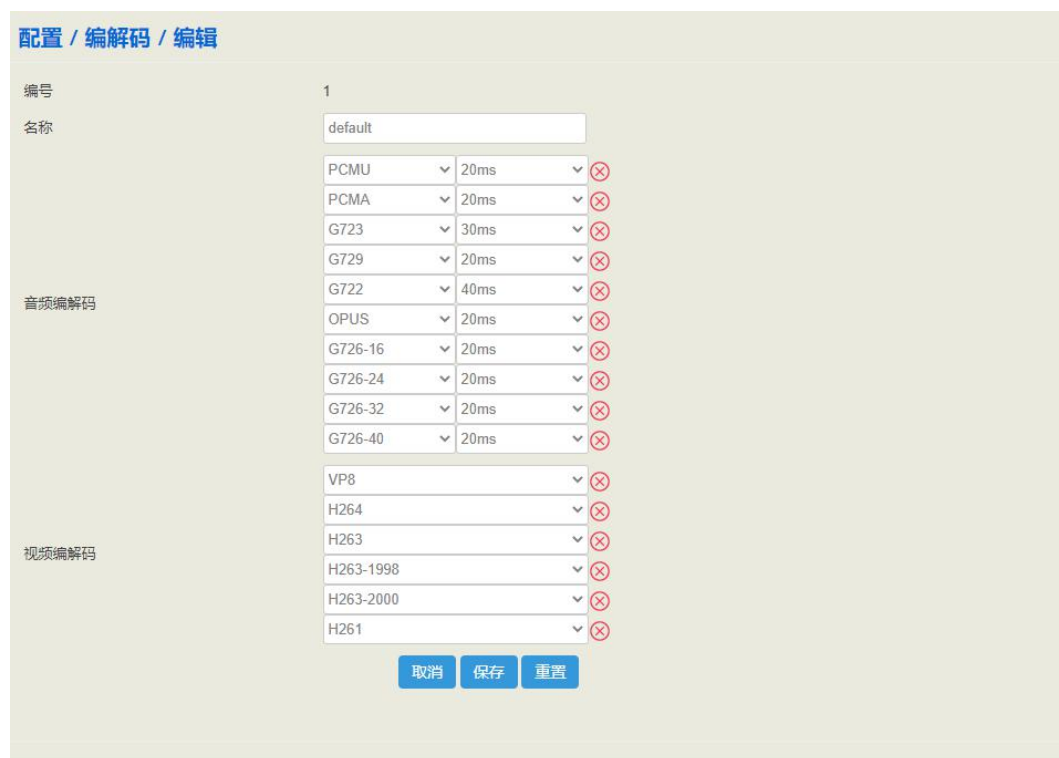 配置 / 编解码 / 编辑
编号 1
名称 default
音频编解码
PCMU 20ms
PCMA 20ms
G723 30ms
G729 20ms
G722 40ms
OPUS 20ms
G726-16 20ms
G726-24 20ms
G726-32 20ms
G726-40 20ms
视频编解码
VP8
H264
H263
H263-1998
H263-2000
H261
取消 保存 重置